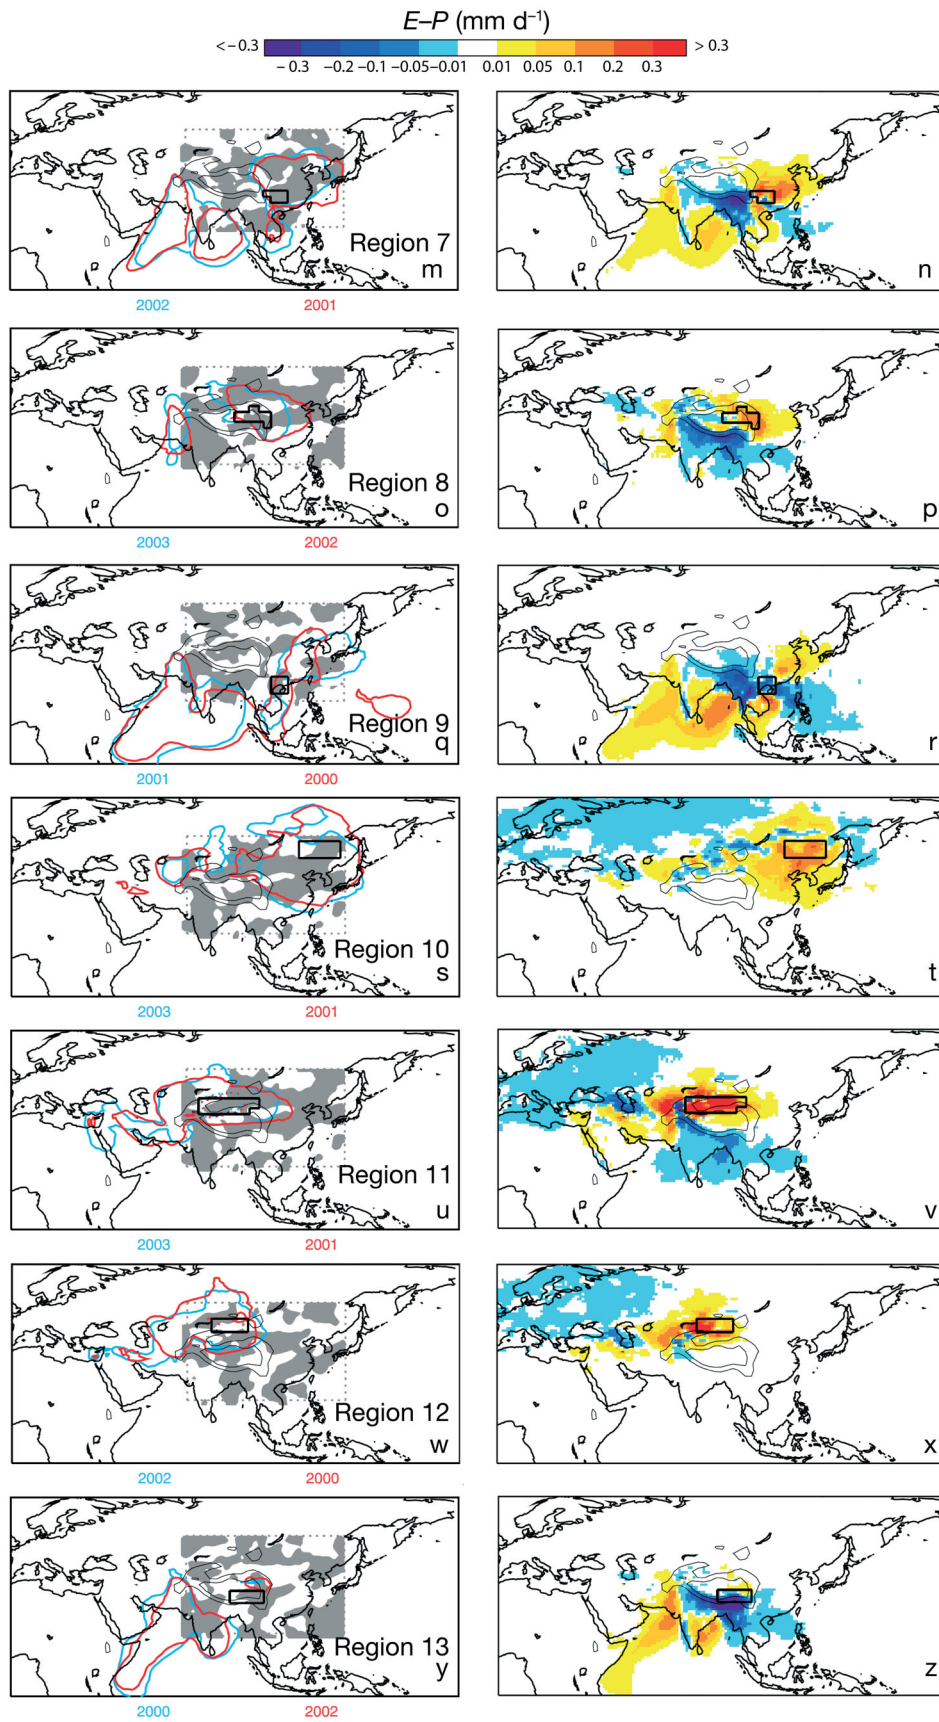 E–P (mm d⁻¹)
<−0.3 >0.3
−0.3 −0.2 −0.1 −0.05 −0.01 0.01 0.05 0.1 0.2 0.3
Region 7
m n
2002 2001
Region 8
o p
2003 2002
Region 9
q r
2001 2000
Region 10
s t
2003 2001
Region 11
u v
2003 2001
Region 12
w x
2002 2000
Region 13
y z
2000 2002